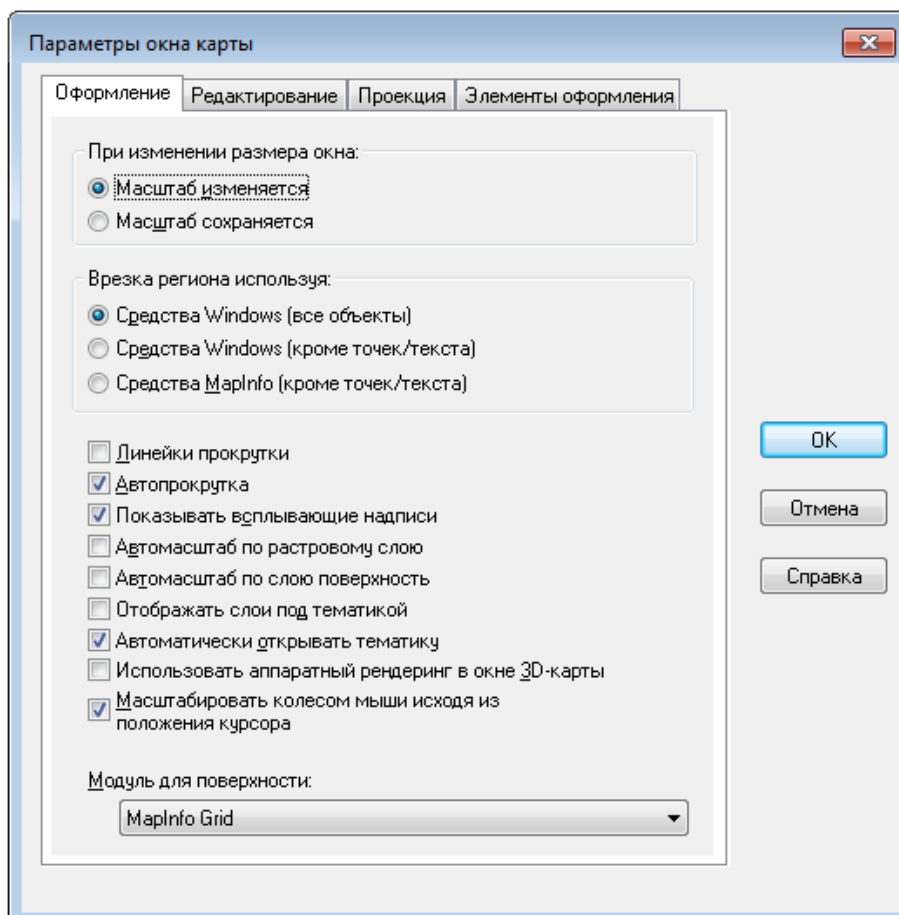 Параметры окна карты
Оформление
Редактирование
Проекция
Элементы оформления
При изменении размера окна:
Масштаб изменяется
Масштаб сохраняется
Врезка региона используя:
Средства Windows (все объекты)
Средства Windows (кроме точек/текста)
Средства MapInfo (кроме точек/текста)
Линейки прокрутки
Автопрокрутка
Показывать всплывающие надписи
Автомасштаб по растровому слою
Автомасштаб по слою поверхность
Отображать слои под тематикой
Автоматически открывать тематику
Использовать аппаратный рендеринг в окне 3D-карты
Масштабировать колесом мыши исходя из
положения курсора
Модуль для поверхности:
MapInfo Grid
OK
Отмена
Справка